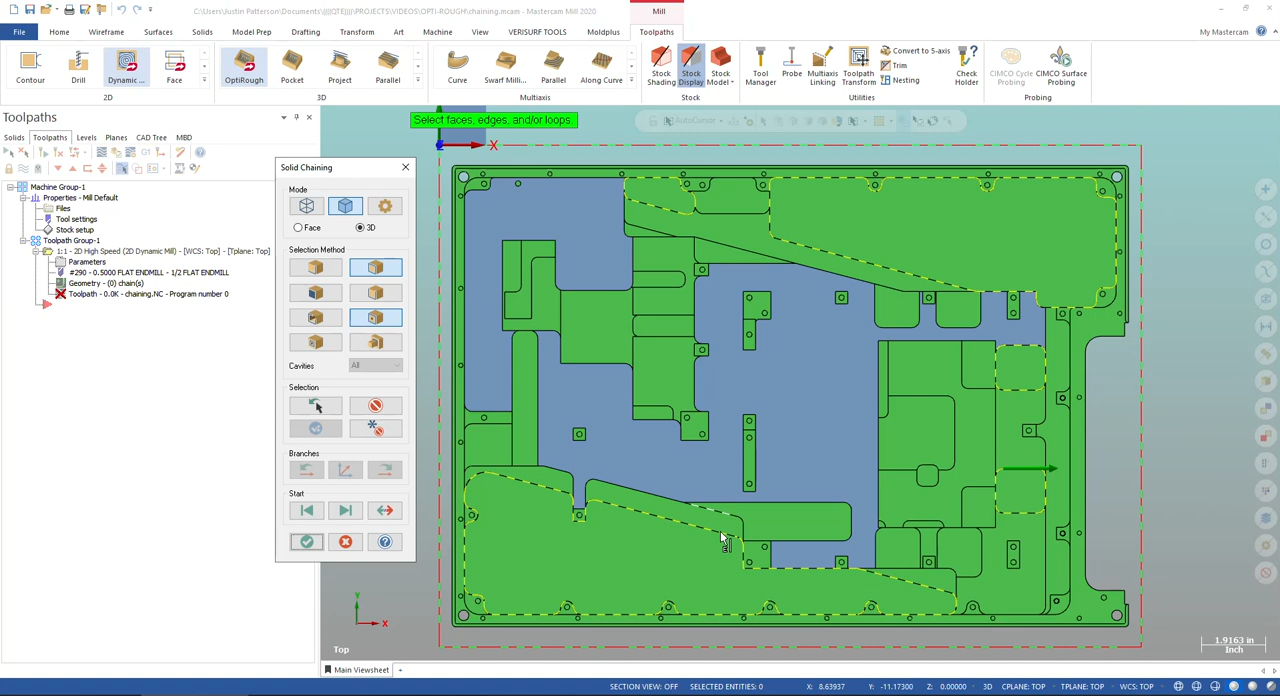 C:\Users\Justin Patterson\Documents\))))QTE))))\PROJECTS\VIDEOS\OPTI-ROUGH\chaining.mcam - Mastercam Mill 2020
Mill
File Home Wireframe Surfaces Solids Model Prep Drafting Transform Art Machine View VERISURF TOOLS Moldplus Toolpaths My Mastercam
Contour Drill Dynamic ... Face
2D
OptiRough Pocket Project Parallel
3D
Curve Swarf Milli... Parallel Along Curve
Multiaxis
Stock Shading Stock Display Stock Model
Stock
Tool Manager Probe Multiaxis Linking Toolpath Transform
Convert to 5-axis
Trim
Nesting
Check Holder
Utilities
CIMCO Cycle Probing CIMCO Surface Probing
Probing
Toolpaths
Solids Toolpaths Levels Planes CAD Tree MBD
G1
Machine Group-1
Properties - Mill Default
Files
Tool settings
Stock setup
Toolpath Group-1
1:1 - 2D High Speed (2D Dynamic Mill) - [WCS: Top] - [Tplane: Top]
Parameters
#290 - 0.5000 FLAT ENDMILL - 1/2 FLAT ENDMILL
Geometry - (0) chain(s)
Toolpath - 0.0K - chaining.NC - Program number 0
Select faces, edges, and/or loops.
AutoCursor
X
Solid Chaining
Mode
Face 3D
Selection Method
Cavities All
Selection
Branches
Start
Y
X
Top
1.9163 in
Inch
Main Viewsheet +
SECTION VIEW: OFF SELECTED ENTITIES: 0 X: 8.63937 Y: -11.17300 Z: 0.00000 3D CPLANE: TOP TPLANE: TOP WCS: TOP